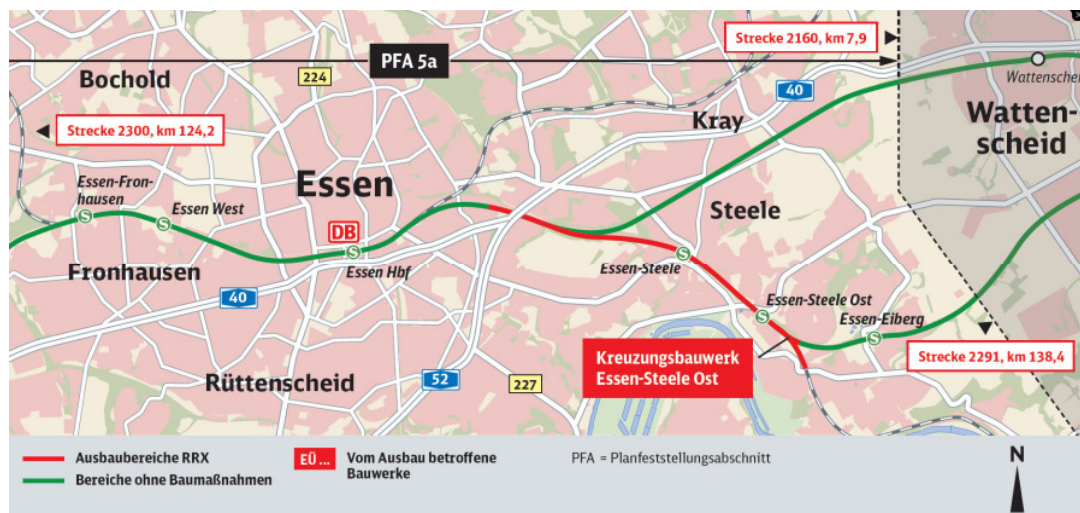 Strecke 2160, km 7,9
PFA 5a
Bochold
224
40
Wattenschei
Kray
Watten-
scheid
Strecke 2300, km 124,2
Essen-Fron-
hausen
Essen West
Essen
Steele
DB
Essen Hbf
Essen-Steele
Fronhausen
40
Essen-Steele Ost
Essen-Eiberg
Kreuzungsbauwerk
Essen-Steele Ost
Strecke 2291, km 138,4
Rüttenscheid
52
227
S
S
S
S
S
S
Ausbaubereiche RRX
EÜ ... Vom Ausbau betroffene
Bauwerke
PFA = Planfeststellungsabschnitt
Bereiche ohne Baumaßnahmen
N